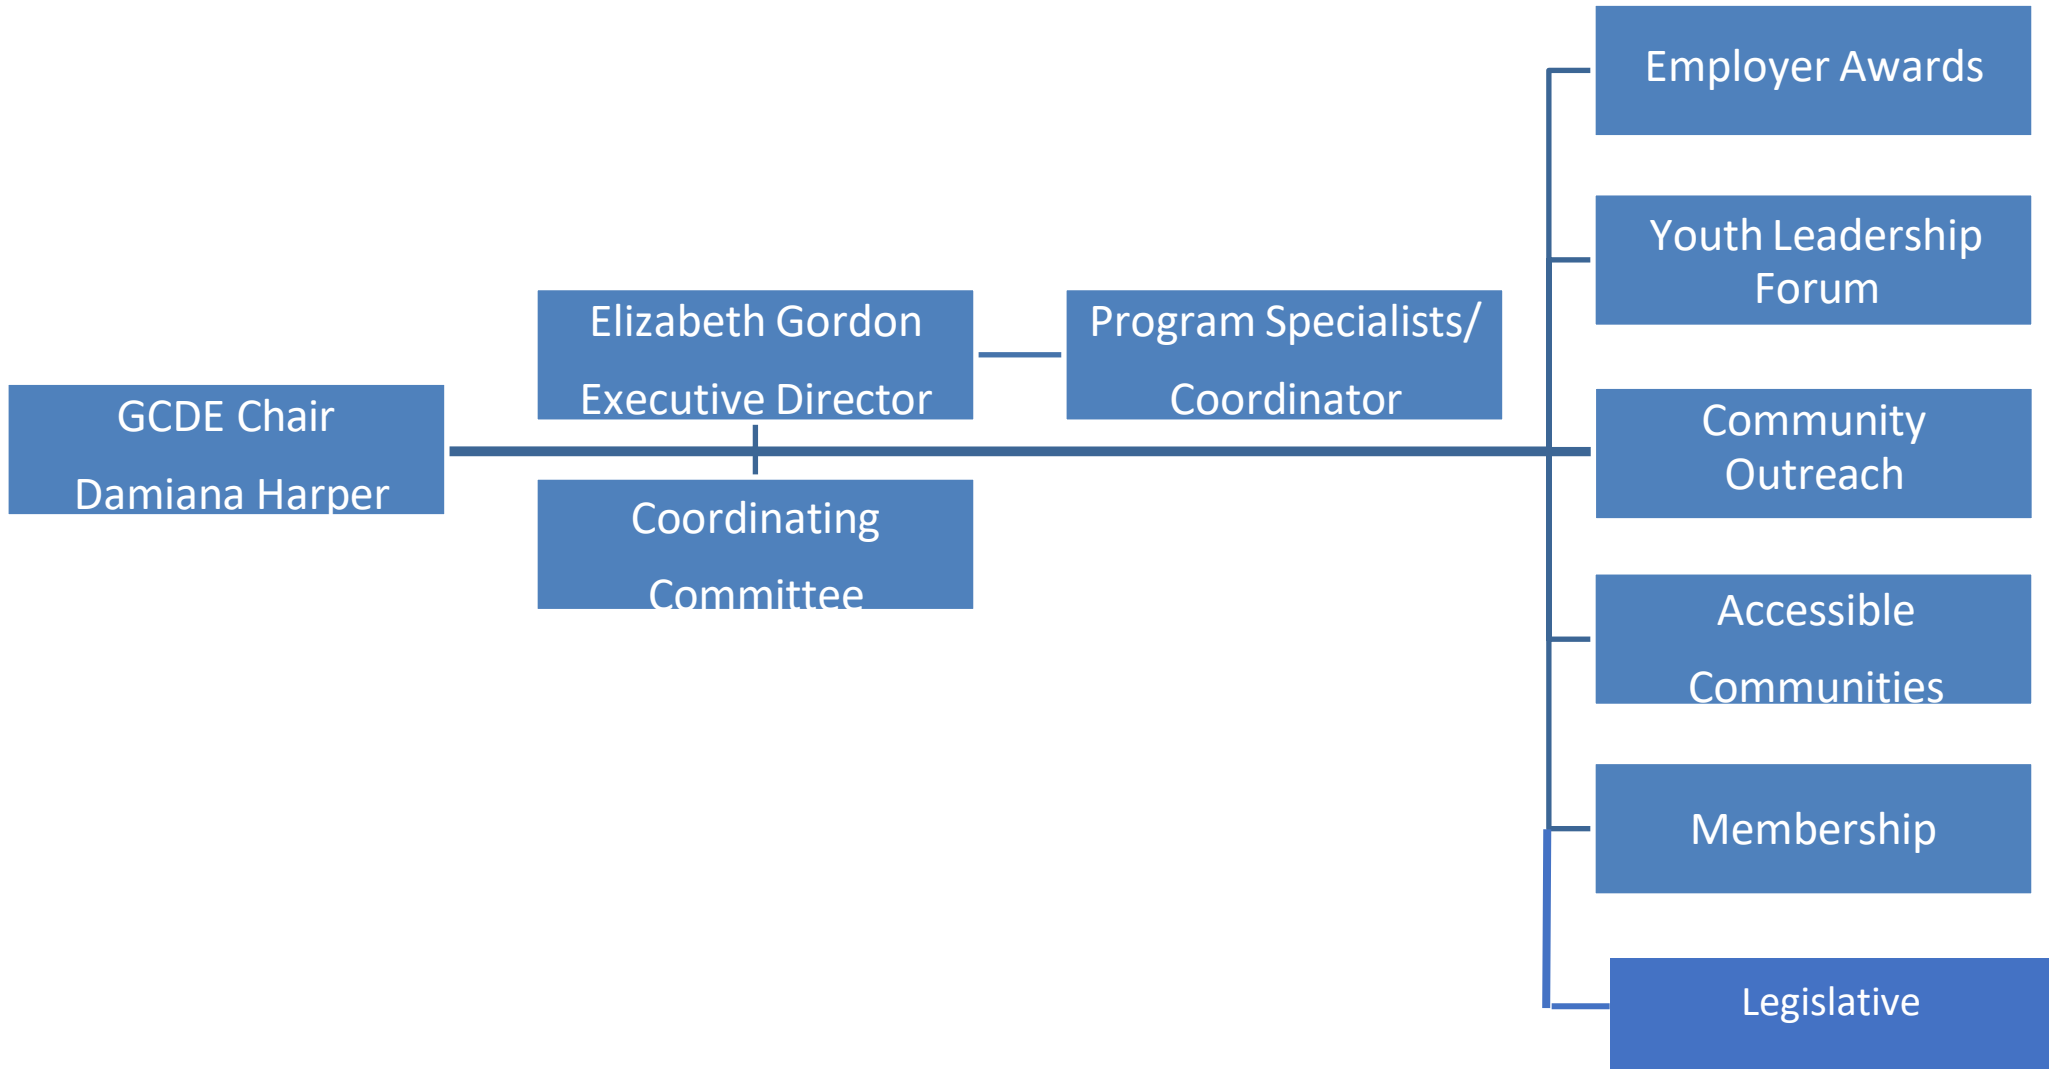 GCDE Chair
Damiana Harper
Elizabeth Gordon
Executive Director
Coordinating
Committee
Program Specialists/
Coordinator
Employer Awards
Youth Leadership
Forum
Community
Outreach
Accessible
Communities
Membership
Legislative